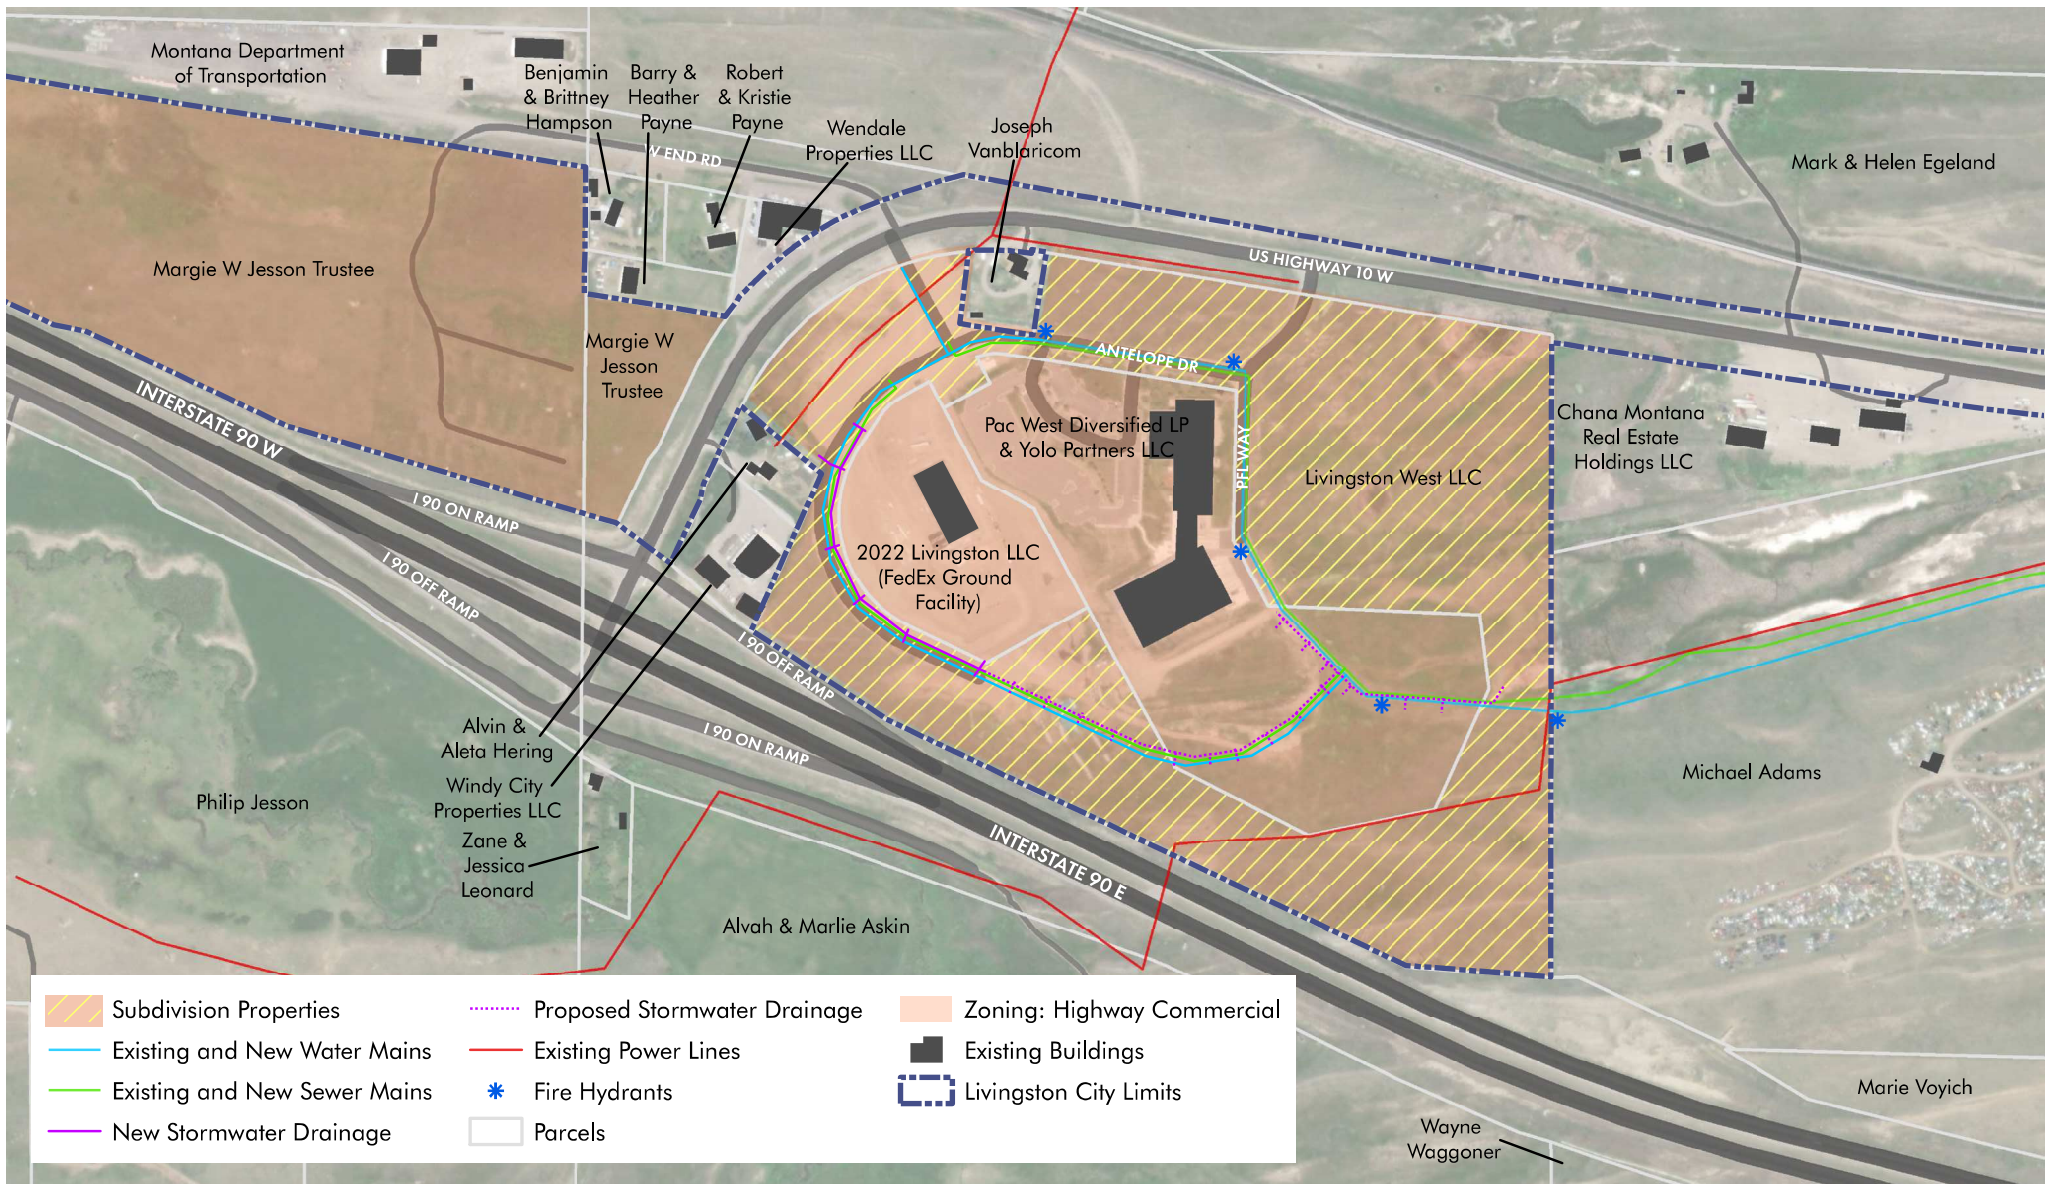 Montana Department
of Transportation
Benjamin
& Brittney
Hampson
Barry &
Heather
Payne
Robert
& Kristie
Payne
Wendale
Properties LLC
Joseph
Vanblaricom
Mark & Helen Egeland
W END RD
Margie W Jesson Trustee
US HIGHWAY 10 W
Margie W
Jesson
Trustee
ANTELOPE DR
INTERSTATE 90 W
Pac West Diversified LP
& Yolo Partners LLC
PFL WAY
Livingston West LLC
Chana Montana
Real Estate
Holdings LLC
I 90 ON RAMP
I 90 OFF RAMP
2022 Livingston LLC
(FedEx Ground
Facility)
I 90 OFF RAMP
Alvin &
Aleta Hering
I 90 ON RAMP
Windy City
Properties LLC
Philip Jesson
Michael Adams
Zane &
Jessica
Leonard
INTERSTATE 90 E
Alvah & Marlie Askin
Subdivision Properties
Existing and New Water Mains
Existing and New Sewer Mains
New Stormwater Drainage
Proposed Stormwater Drainage
Existing Power Lines
Fire Hydrants
Parcels
Zoning: Highway Commercial
Existing Buildings
Livingston City Limits
Marie Voyich
Wayne
Waggoner